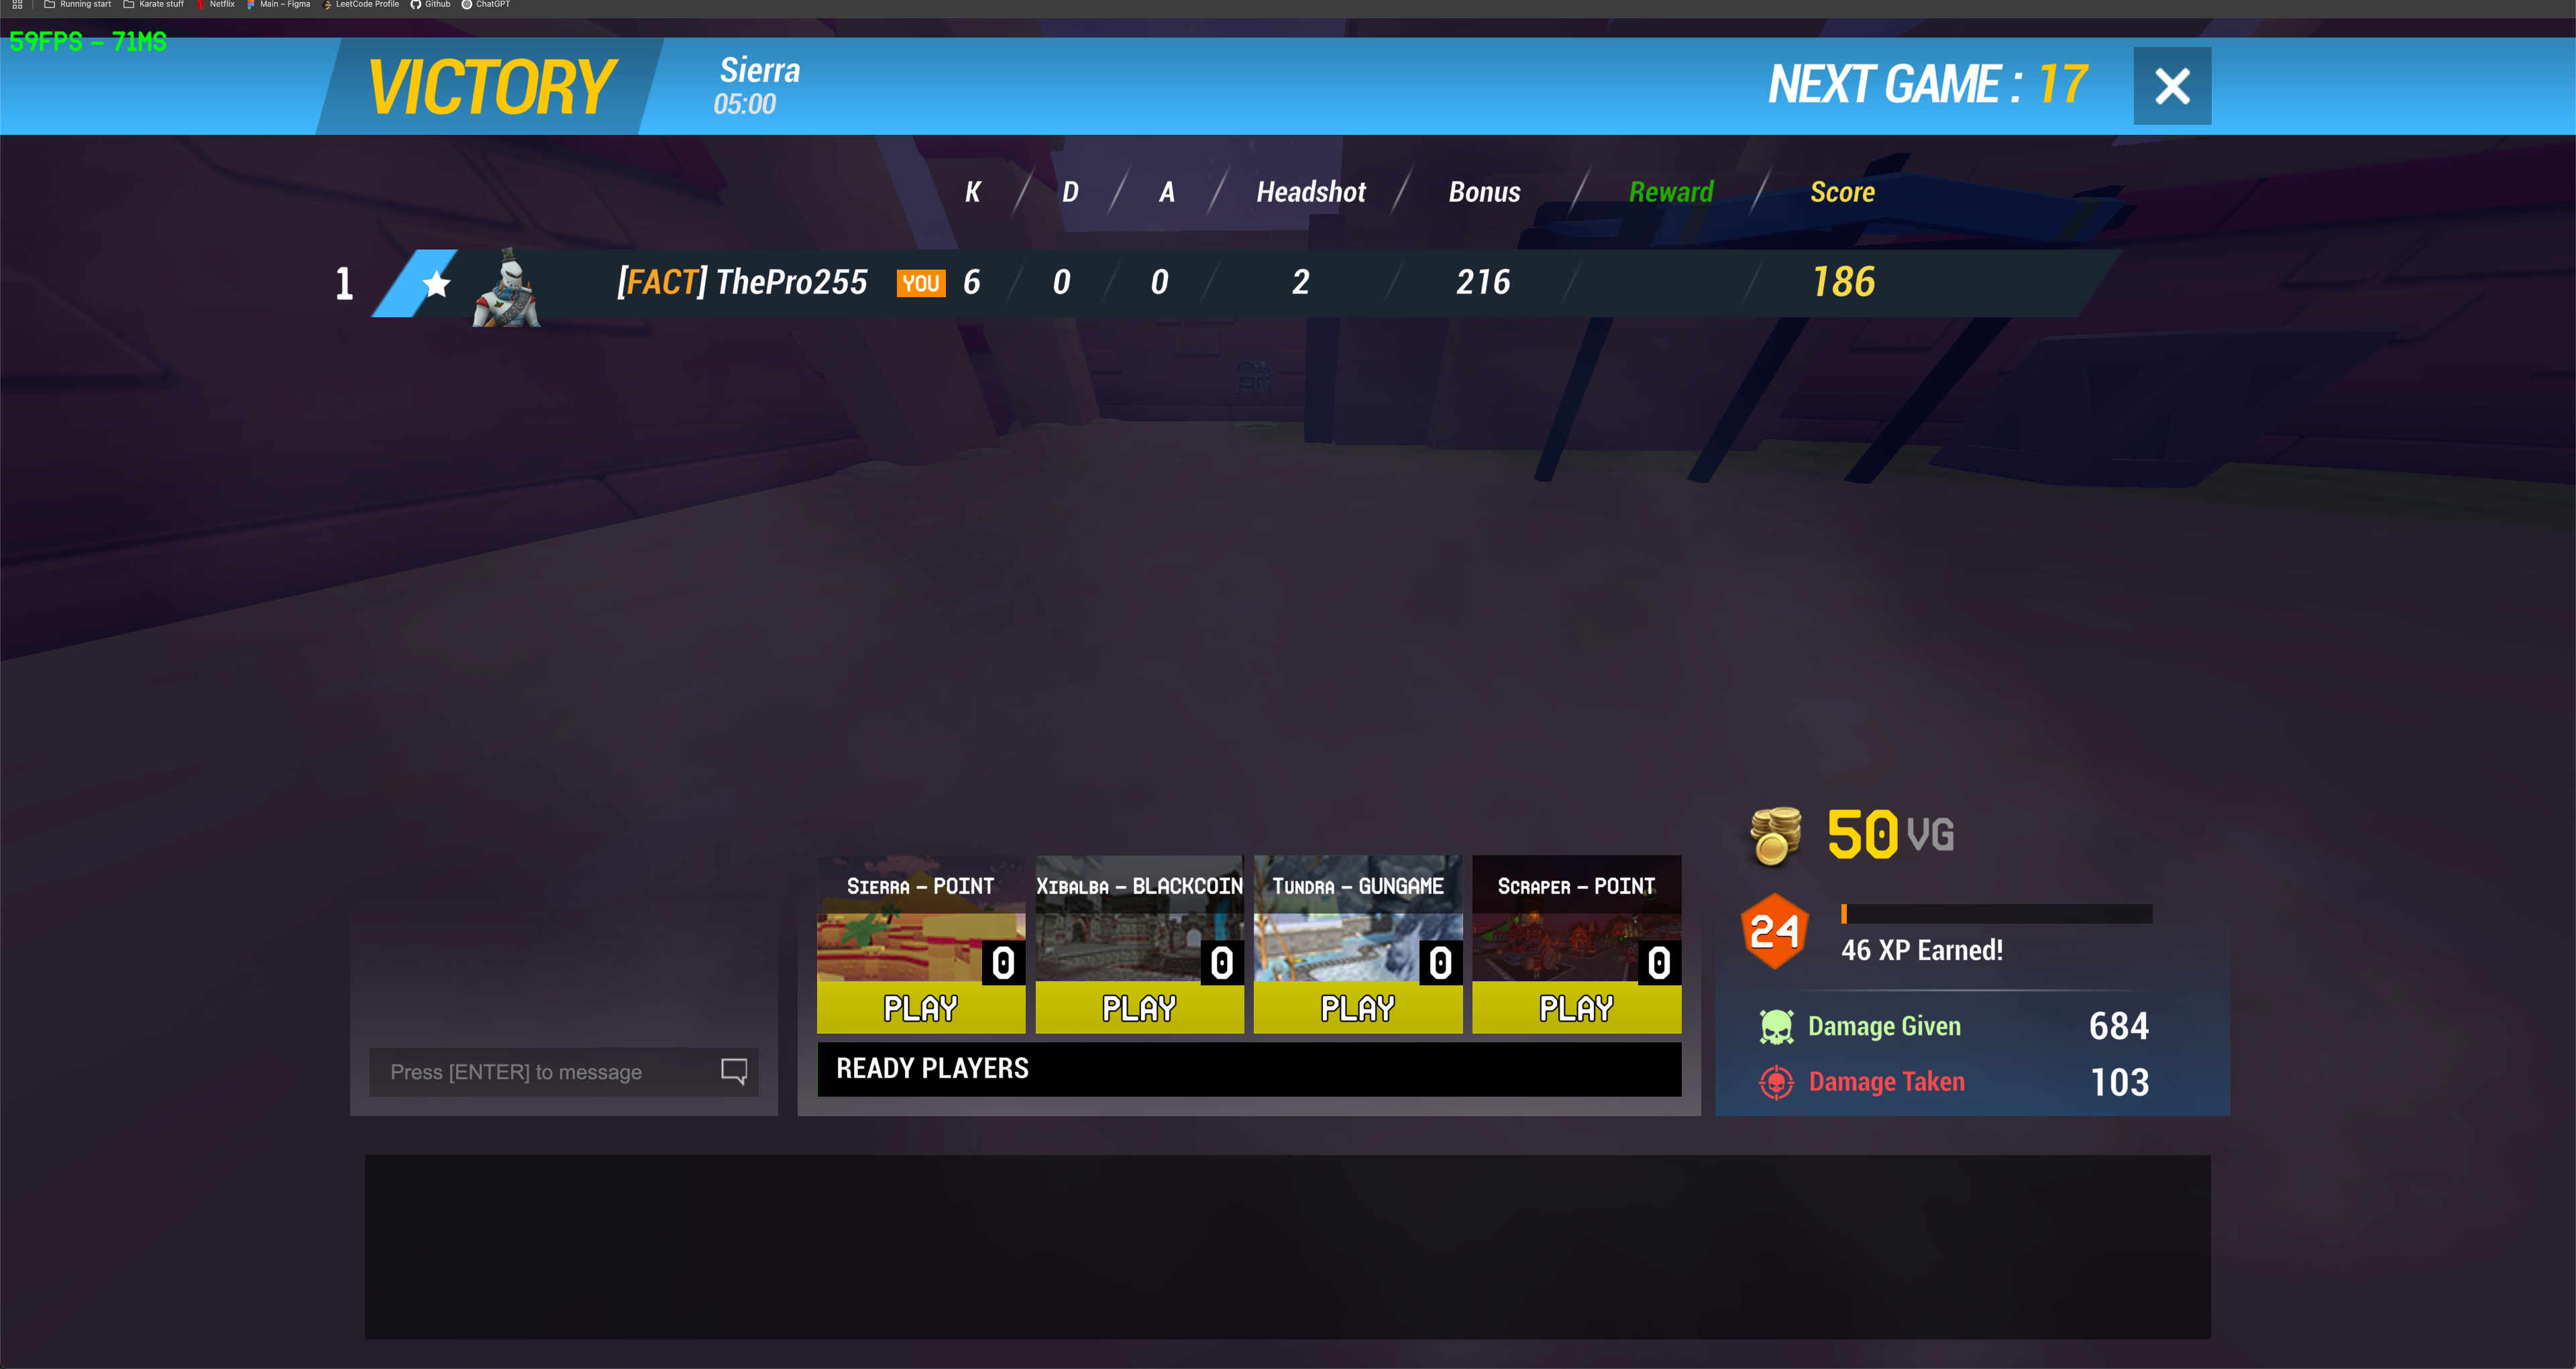 Running start Karate stuff Netflix Main – Figma LeetCode Profile Github ChatGPT
59FPS – 71MS
VICTORY
Sierra
05:00
NEXT GAME : 17
K / D / A / Headshot / Bonus / Reward / Score
1 [FACT] ThePro255 YOU 6 / 0 / 0 / 2 / 216 / / 186
50 VG
Sierra – POINT
Xibalba – BLACKCOIN
Tundra – GUNGAME
Scraper – POINT
0 0 0 0
PLAY PLAY PLAY PLAY
24
46 XP Earned!
Damage Given 684
Damage Taken 103
Press [ENTER] to message
READY PLAYERS